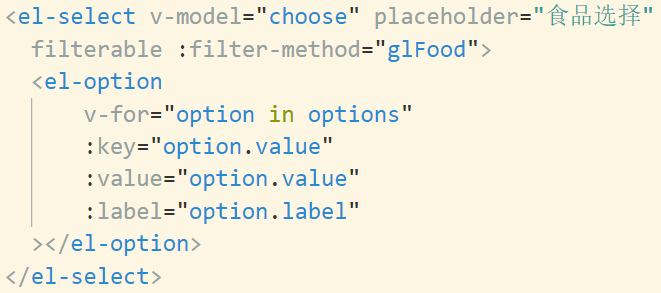 <el-select v-model="choose" placeholder="食品选择"
filterable :filter-method="glFood">
<el-option
v-for="option in options"
:key="option.value"
:value="option.value"
:label="option.label"
></el-option>
</el-select>